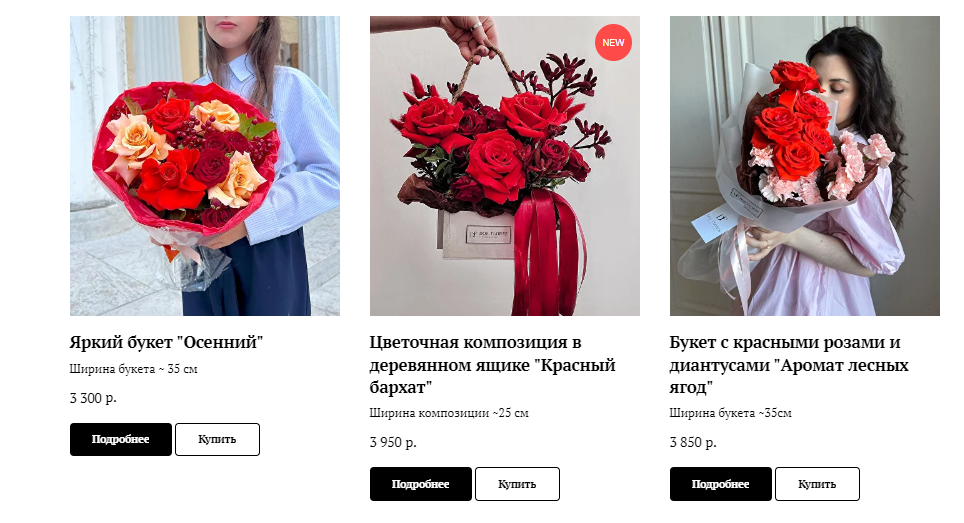 NEW
Яркий букет "Осенний"
Ширина букета ~ 35 см
3 300 р.
Подробнее
Купить
Цветочная композиция в
деревянном ящике "Красный
бархат"
Ширина композиции ~25 см
3 950 р.
Подробнее
Купить
Букет с красными розами и
диантусами "Аромат лесных
ягод"
Ширина букета ~35см
3 850 р.
Подробнее
Купить